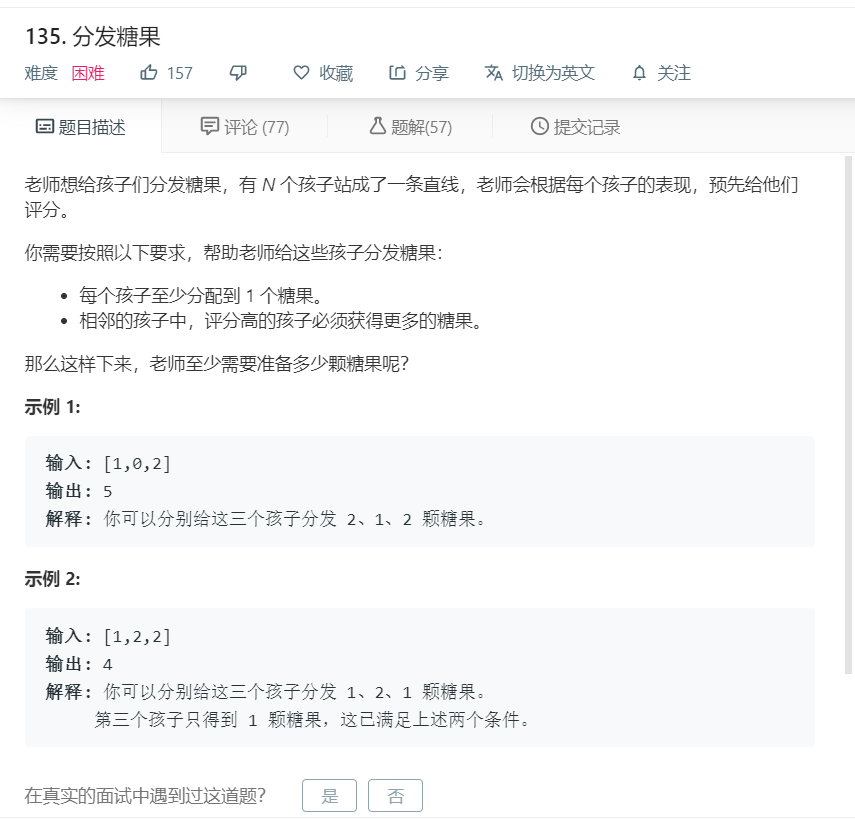 135. 分发糖果
难度 困难 157 收藏 分享 切换为英文 关注
题目描述 评论 (77) 题解(57) 提交记录
老师想给孩子们分发糖果，有 N 个孩子站成了一条直线，老师会根据每个孩子的表现，预先给他们
评分。
你需要按照以下要求，帮助老师给这些孩子分发糖果：
• 每个孩子至少分配到 1 个糖果。
• 相邻的孩子中，评分高的孩子必须获得更多的糖果。
那么这样下来，老师至少需要准备多少颗糖果呢？
示例 1:
输入: [1,0,2]
输出: 5
解释: 你可以分别给这三个孩子分发 2、1、2 颗糖果。
示例 2:
输入: [1,2,2]
输出: 4
解释: 你可以分别给这三个孩子分发 1、2、1 颗糖果。
第三个孩子只得到 1 颗糖果，这已满足上述两个条件。
在真实的面试中遇到过这道题？ 是 否